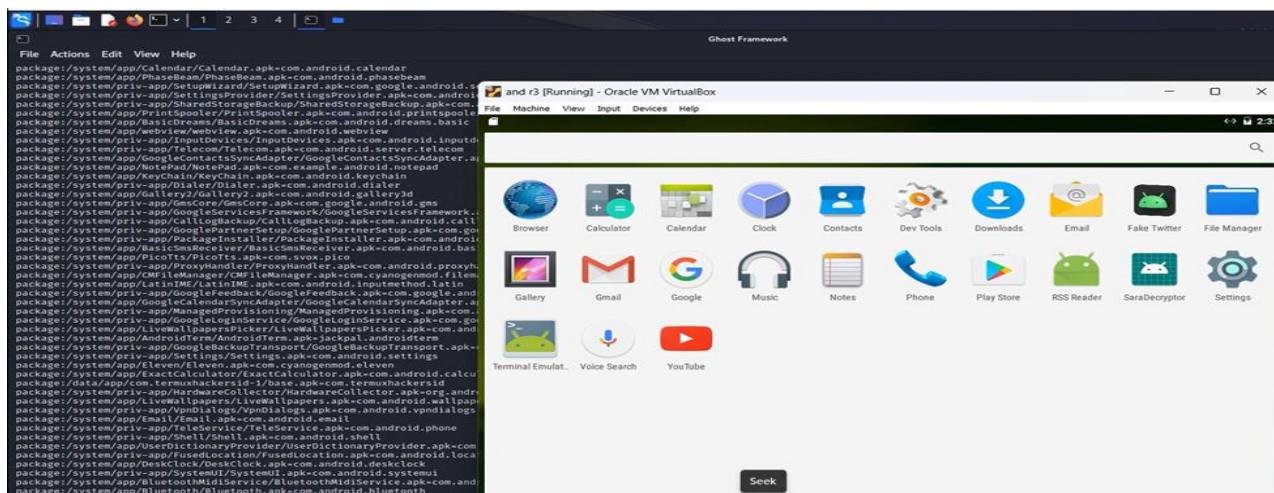 1 2 3 4
Ghost Framework
File Actions Edit View Help
package:/system/app/Calendar/Calendar.apk=com.android.calendar
package:/system/app/PhaseBeam/PhaseBeam.apk=com.android.phasebeam
package:/system/priv-app/SetupWizard/SetupWizard.apk=com.google.android.s
package:/system/priv-app/SettingsProvider/SettingsProvider.apk=com.androi
package:/system/priv-app/SharedStorageBackup/SharedStorageBackup.apk=com.
package:/system/app/PrintSpooler/PrintSpooler.apk=com.android.printspoole
package:/system/app/BasicDreams/BasicDreams.apk=com.android.dreams.basic
package:/system/app/webview/webview.apk=com.android.webview
package:/system/priv-app/InputDevices/InputDevices.apk=com.android.inputd
package:/system/priv-app/Telecom/Telecom.apk=com.android.server.telecom
package:/system/app/GoogleContactsSyncAdapter/GoogleContactsSyncAdapter.a
package:/system/app/NotePad/NotePad.apk=com.example.android.notepad
package:/system/app/KeyChain/KeyChain.apk=com.android.keychain
package:/system/priv-app/Dialer/Dialer.apk=com.android.dialer
package:/system/app/Gallery2/Gallery2.apk=com.android.gallery3d
package:/system/priv-app/GmsCore/GmsCore.apk=com.google.android.gms
package:/system/priv-app/GoogleServicesFramework/GoogleServicesFramework.
package:/system/priv-app/CallLogBackup/CallLogBackup.apk=com.android.call
package:/system/priv-app/GooglePartnerSetup/GooglePartnerSetup.apk=com.go
package:/system/app/PackageInstaller/PackageInstaller.apk=com.androi
package:/system/app/BasicSmsReceiver/BasicSmsReceiver.apk=com.android.bas
package:/system/app/PicoTts/PicoTts.apk=com.svox.pico
package:/system/priv-app/ProxyHandler/ProxyHandler.apk=com.android.proxyh
package:/system/app/CMFileManager/CMFileManager.apk=com.cyanogenmod.filem
package:/system/app/LatinIME/LatinIME.apk=com.android.inputmethod.latin
package:/system/priv-app/GoogleFeedback/GoogleFeedback.apk=com.google.and
package:/system/app/GoogleCalendarSyncAdapter/GoogleCalendarSyncAdapter.a
package:/system/priv-app/ManagedProvisioning/ManagedProvisioning.apk=com.
package:/system/priv-app/GoogleLoginService/GoogleLoginService.apk=com.go
package:/system/app/LiveWallpapersPicker/LiveWallpapersPicker.apk=com.and
package:/system/app/AndroidTerm/AndroidTerm.apk=jackpal.androidterm
package:/system/priv-app/GoogleBackupTransport/GoogleBackupTransport.apk=
package:/system/priv-app/Settings/Settings.apk=com.android.settings
package:/system/app/Eleven/Eleven.apk=com.cyanogenmod.eleven
package:/system/app/ExactCalculator/ExactCalculator.apk=com.android.calcu
package:/data/app/com.termuxhackersid-1/base.apk=com.termuxhackersid
package:/system/priv-app/HardwareCollector/HardwareCollector.apk=org.andr
package:/system/app/LiveWallpapers/LiveWallpapers.apk=com.android.wallpap
package:/system/priv-app/VpnDialogs/VpnDialogs.apk=com.android.vpndialogs
package:/system/app/Email/Email.apk=com.android.email
package:/system/priv-app/TeleService/TeleService.apk=com.android.phone
package:/system/priv-app/Shell/Shell.apk=com.android.shell
package:/system/app/UserDictionaryProvider/UserDictionaryProvider.apk=com
package:/system/priv-app/FusedLocation/FusedLocation.apk=com.android.loca
package:/system/app/DeskClock/DeskClock.apk=com.android.deskclock
package:/system/priv-app/SystemUI/SystemUI.apk=com.android.systemui
package:/system/app/BluetoothMidiService/BluetoothMidiService.apk=com.and
package:/system/app/Bluetooth/Bluetooth.apk=com.android.bluetooth
and r3 [Running] - Oracle VM VirtualBox
File Machine View Input Devices Help
Browser Calculator Calendar Clock Contacts Dev Tools Downloads Email Fake Twitter File Manager
Gallery Gmail Google Music Notes Phone Play Store RSS Reader SaraDecryptor Settings
Terminal Emulat.. Voice Search YouTube
Seek